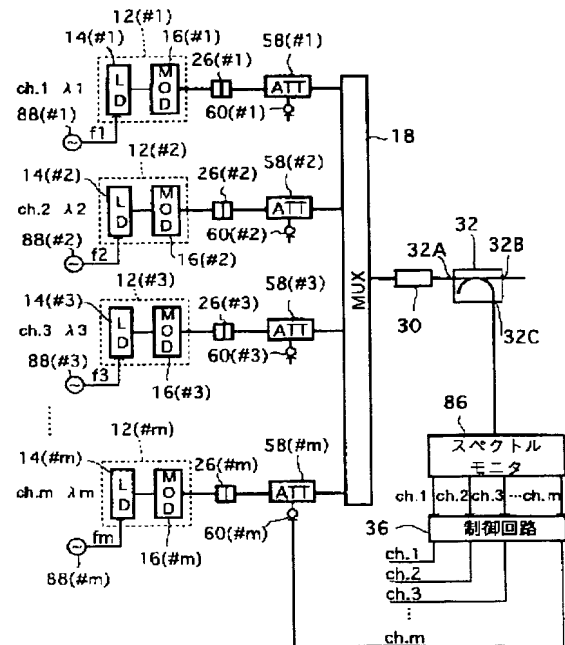 12(#1)
14(#1) 16(#1)
26(#1) 58(#1)
ch.1 λ1 LD MOD ATT
88(#1) f1 60(#1)
18
12(#2)
14(#2) 26(#2) 58(#2)
ch.2 λ2 LD MOD ATT
88(#2) f2 16(#2) 60(#2)
32
32A 32B
MUX
30 32C
12(#3)
14(#3) 26(#3) 58(#3)
ch.3 λ3 LD MOD ATT
88(#3) f3 16(#3) 60(#3)
86
12(#m)
14(#m) 26(#m) 58(#m)
スペクトル
モニタ
ch.m λm LD MOD ATT
ch.1 ch.2 ch.3 …ch.m
fm 16(#m) 60(#m)
88(#m)
36 制御回路
ch.1
ch.2
ch.3
⋮
ch.m